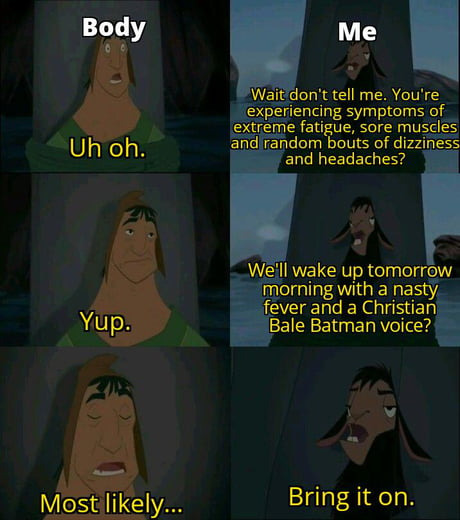 Body
Me
Uh oh.
Wait don't tell me. You're
experiencing symptoms of
extreme fatigue, sore muscles
and random bouts of dizziness
and headaches?
Yup.
We'll wake up tomorrow
morning with a nasty
fever and a Christian
Bale Batman voice?
Most likely...
Bring it on.